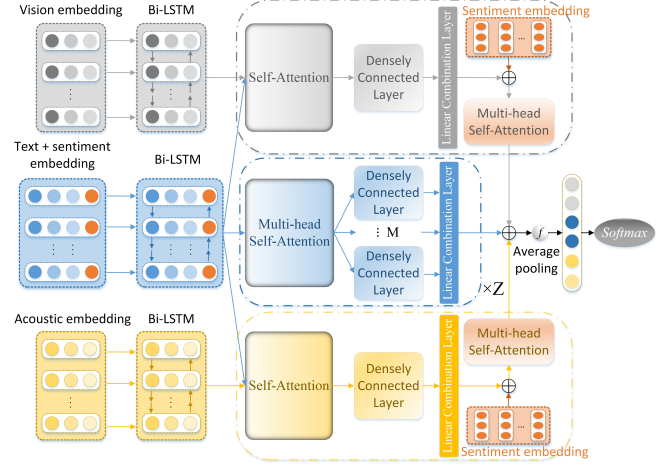 Vision embedding
Bi-LSTM
Sentiment embedding
...
Self-Attention
Densely
Connected
Layer
Linear Combination Layer
Multi-head
Self-Attention
Text + sentiment
embedding
Bi-LSTM
Multi-head
Self-Attention
Densely
Connected
Layer
⋮ M
Densely
Connected
Layer
Linear Combination Layer
×Z
f
Average
pooling
Softmax
Acoustic embedding
Bi-LSTM
Self-Attention
Densely
Connected
Layer
Linear Combination Layer
Multi-head
Self-Attention
...
Sentiment embedding